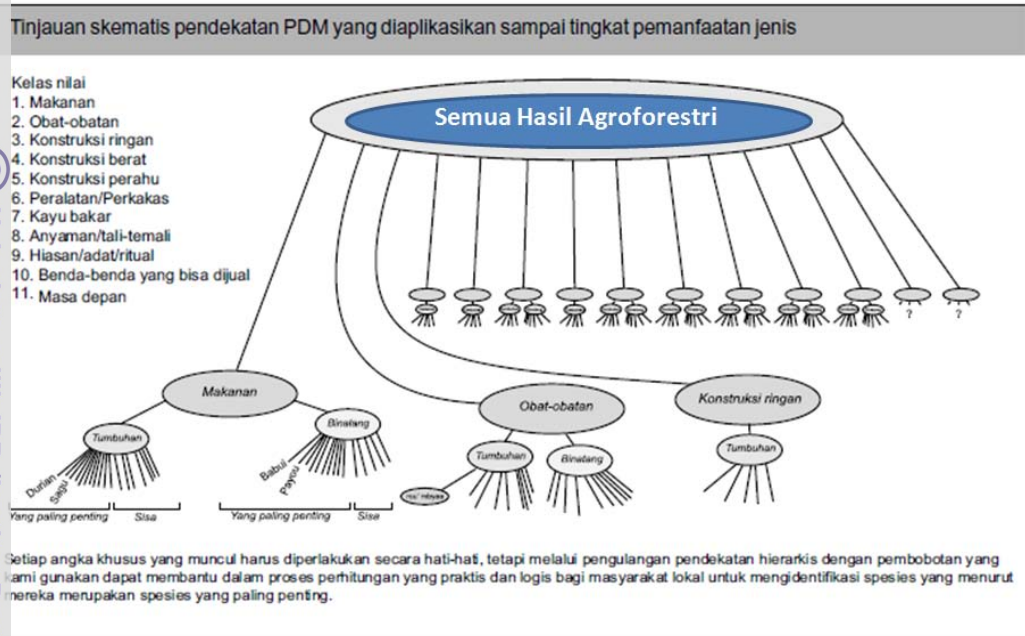 Tinjauan skematis pendekatan PDM yang diaplikasikan sampai tingkat pemanfaatan jenis
Kelas nilai
1. Makanan
2. Obat-obatan
3. Konstruksi ringan
4. Konstruksi berat
5. Konstruksi perahu
6. Peralatan/Perkakas
7. Kayu bakar
8. Anyaman/tali-temali
9. Hiasan/adat/ritual
10. Benda-benda yang bisa dijual
11. Masa depan
Semua Hasil Agroforestri
?
?
Makanan
Tumbuhan
Durian
Sagu
Yang paling penting
Sisa
Binatang
Babui
Payau
Yang paling penting
Sisa
Obat-obatan
Tumbuhan
Binatang
Konstruksi ringan
Tumbuhan
Setiap angka khusus yang muncul harus diperlakukan secara hati-hati, tetapi melalui pengulangan pendekatan hierarkis dengan pembobotan yang
kami gunakan dapat membantu dalam proses perhitungan yang praktis dan logis bagi masyarakat lokal untuk mengidentifikasi spesies yang menurut
mereka merupakan spesies yang paling penting.